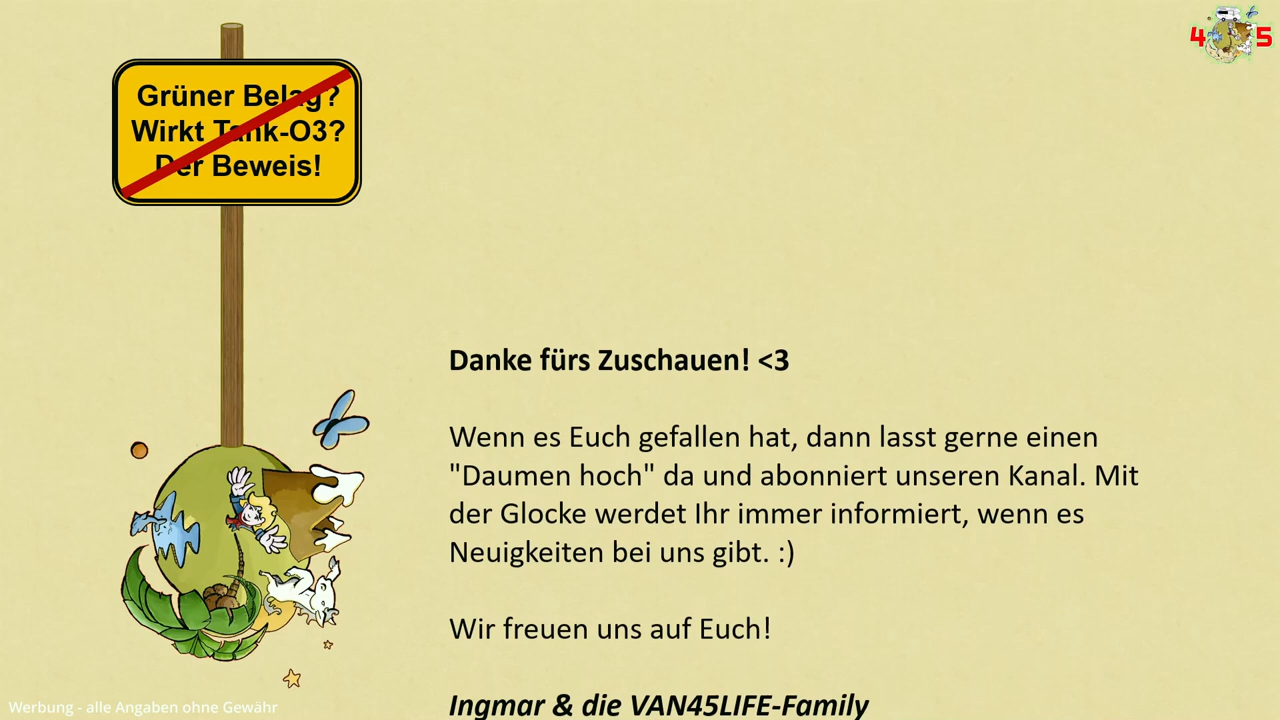 Grüner Belag?
Wirkt Tank-O3?
Der Beweis!
4 5
Danke fürs Zuschauen! <3
Wenn es Euch gefallen hat, dann lasst gerne einen
"Daumen hoch" da und abonniert unseren Kanal. Mit
der Glocke werdet Ihr immer informiert, wenn es
Neuigkeiten bei uns gibt. :)
Wir freuen uns auf Euch!
Ingmar & die VAN45LIFE-Family
Werbung - alle Angaben ohne Gewähr